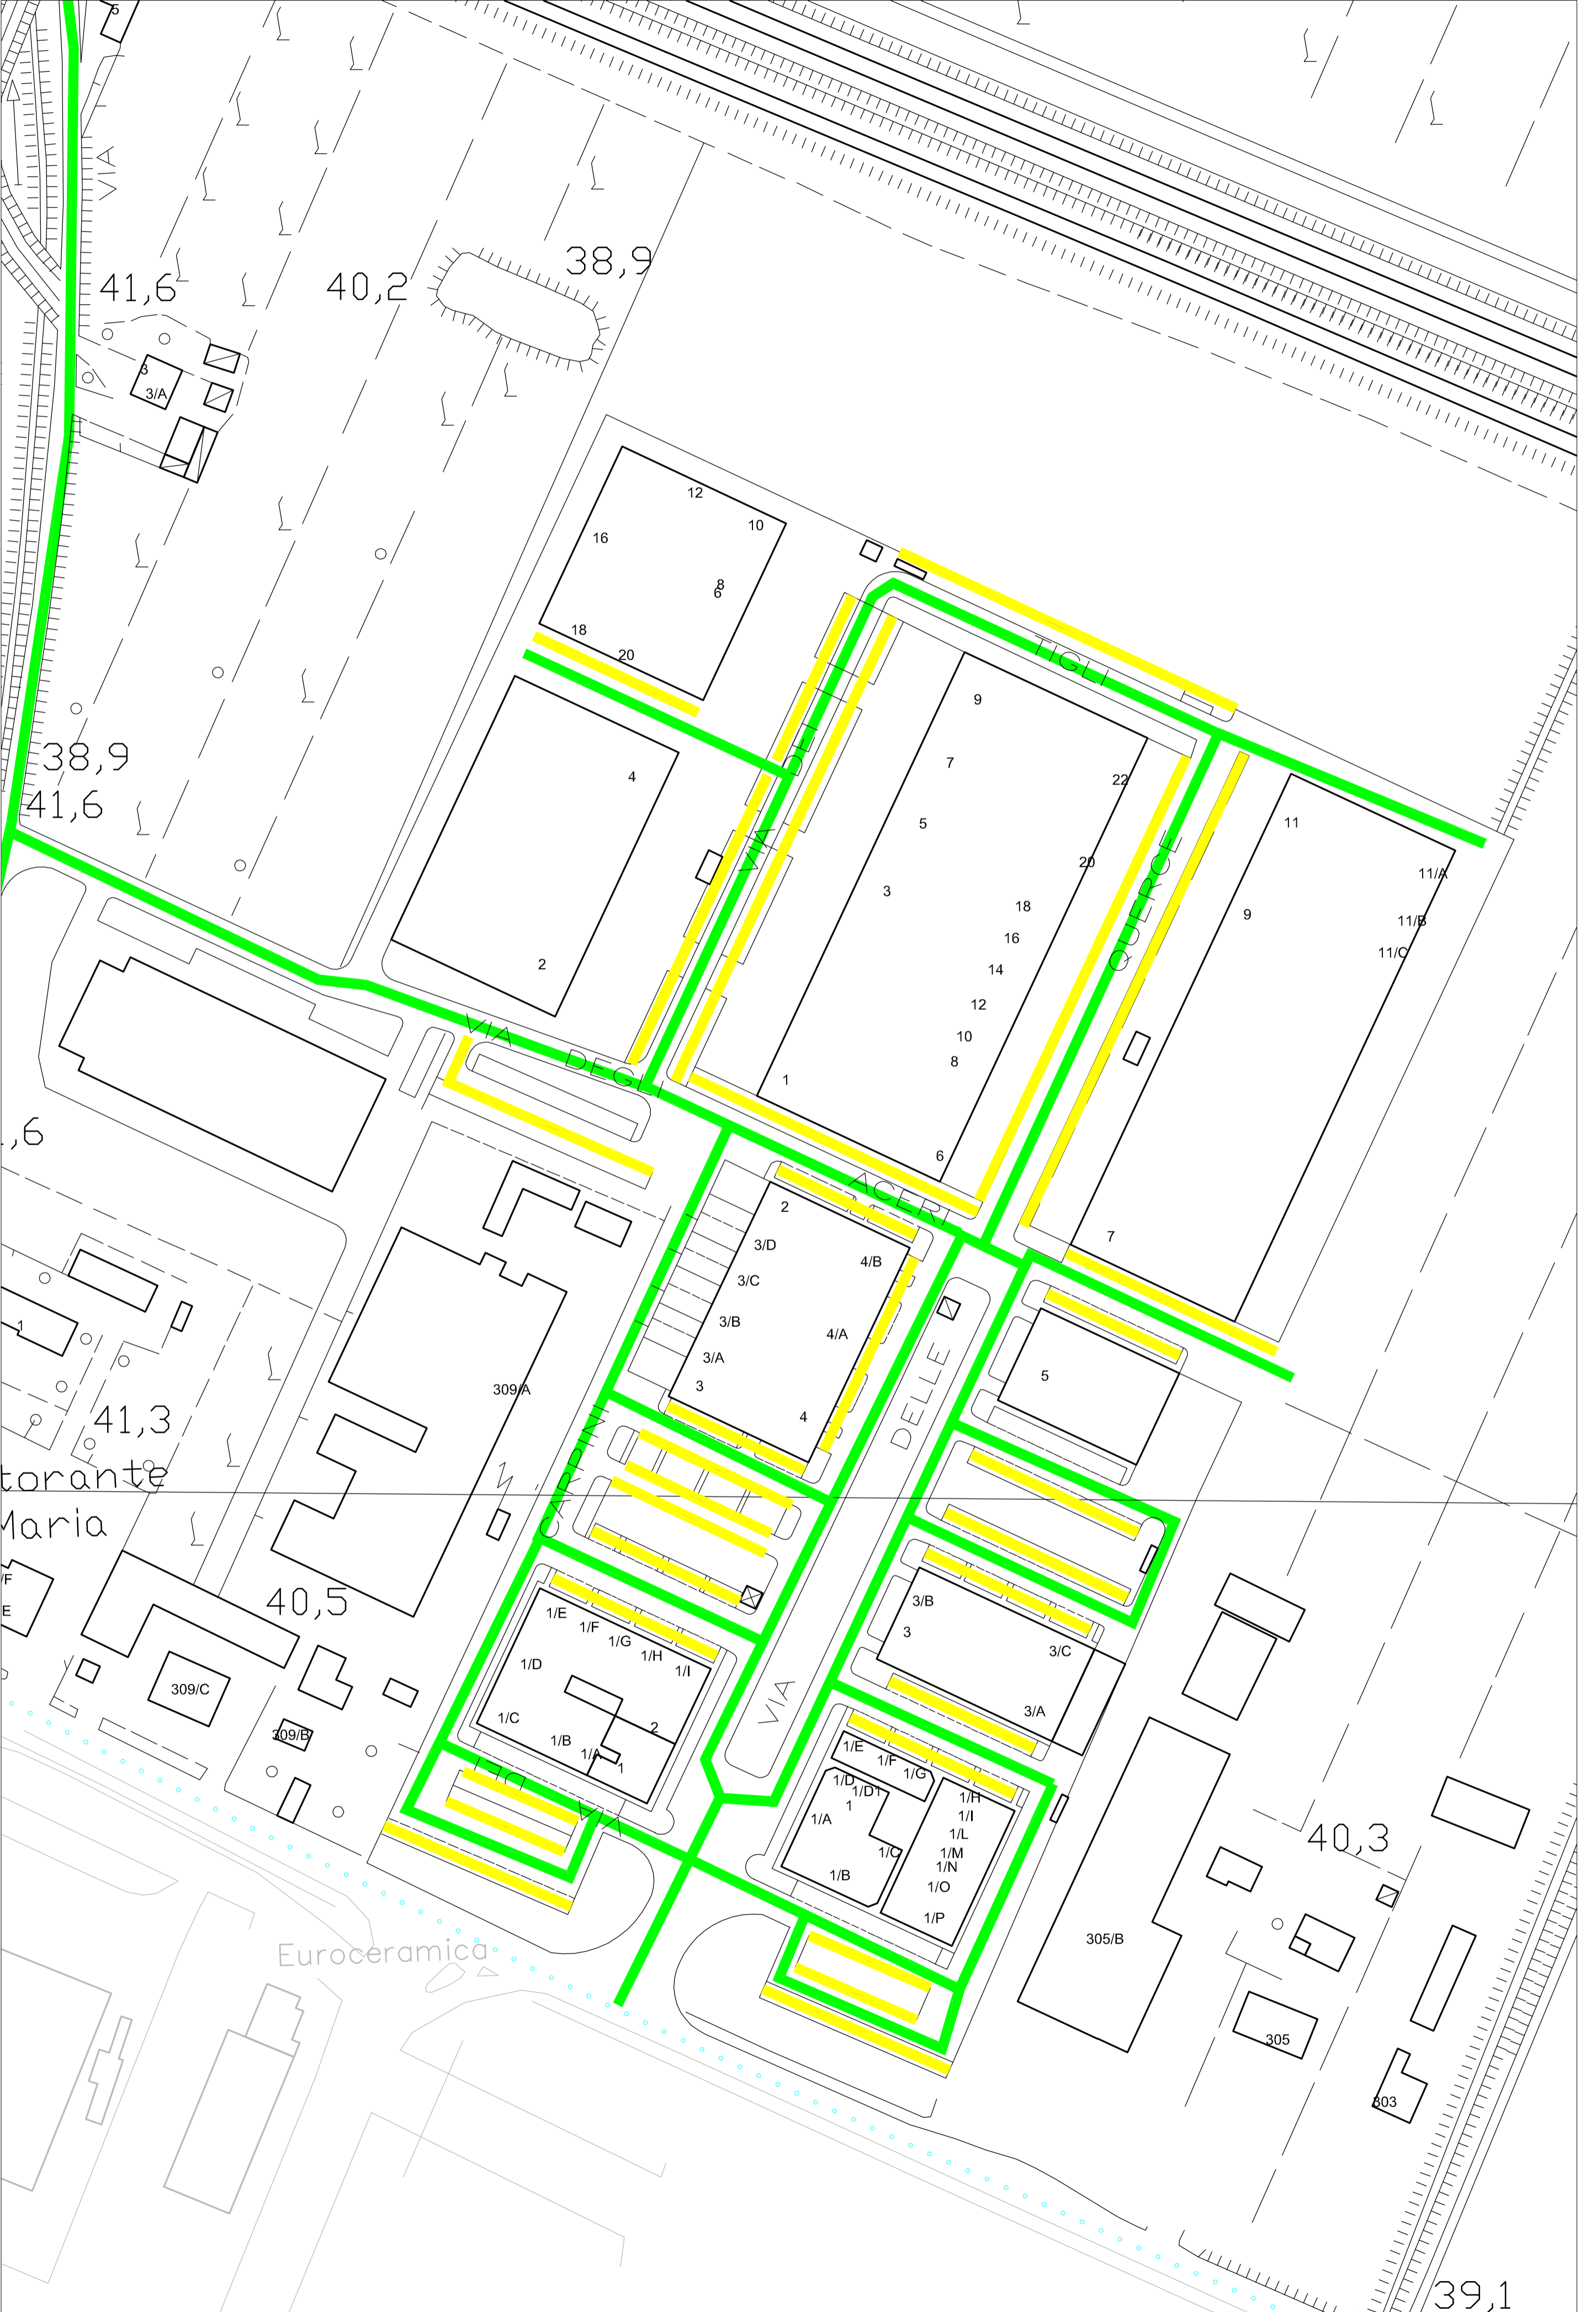 5
VIA
41,6
40,2
38,9
3
3/A
12
10
16
8
6
18
20
TIGLI
9
7
22
4
DEI
38,9
41,6
5
11
VIA
20
11/A
QUERCE
3
18
9
11/B
16
11/C
2
14
12
VIA
10
DEGLI
8
1
,6
6
ACERI
2
7
3/D
4/B
3/C
1
3/B
4/A
3/A
DELLE
5
309/A
3
4
41,3
CARPINI
torante
Maria
/F
E
40,5
1/E
1/F
1/G
1/H
1/I
1/D
3/B
3
3/C
309/C
1/C
2
VIA
3/A
309/B
1/B
1/A
1
DEI
VIA
1/E
1/F
1/G
1/D
1/D1
1
1/H
1/I
1/A
1/L
1/M
1/C
1/N
1/B
1/O
1/P
40,3
305/B
Euroceramica
305
303
39,1